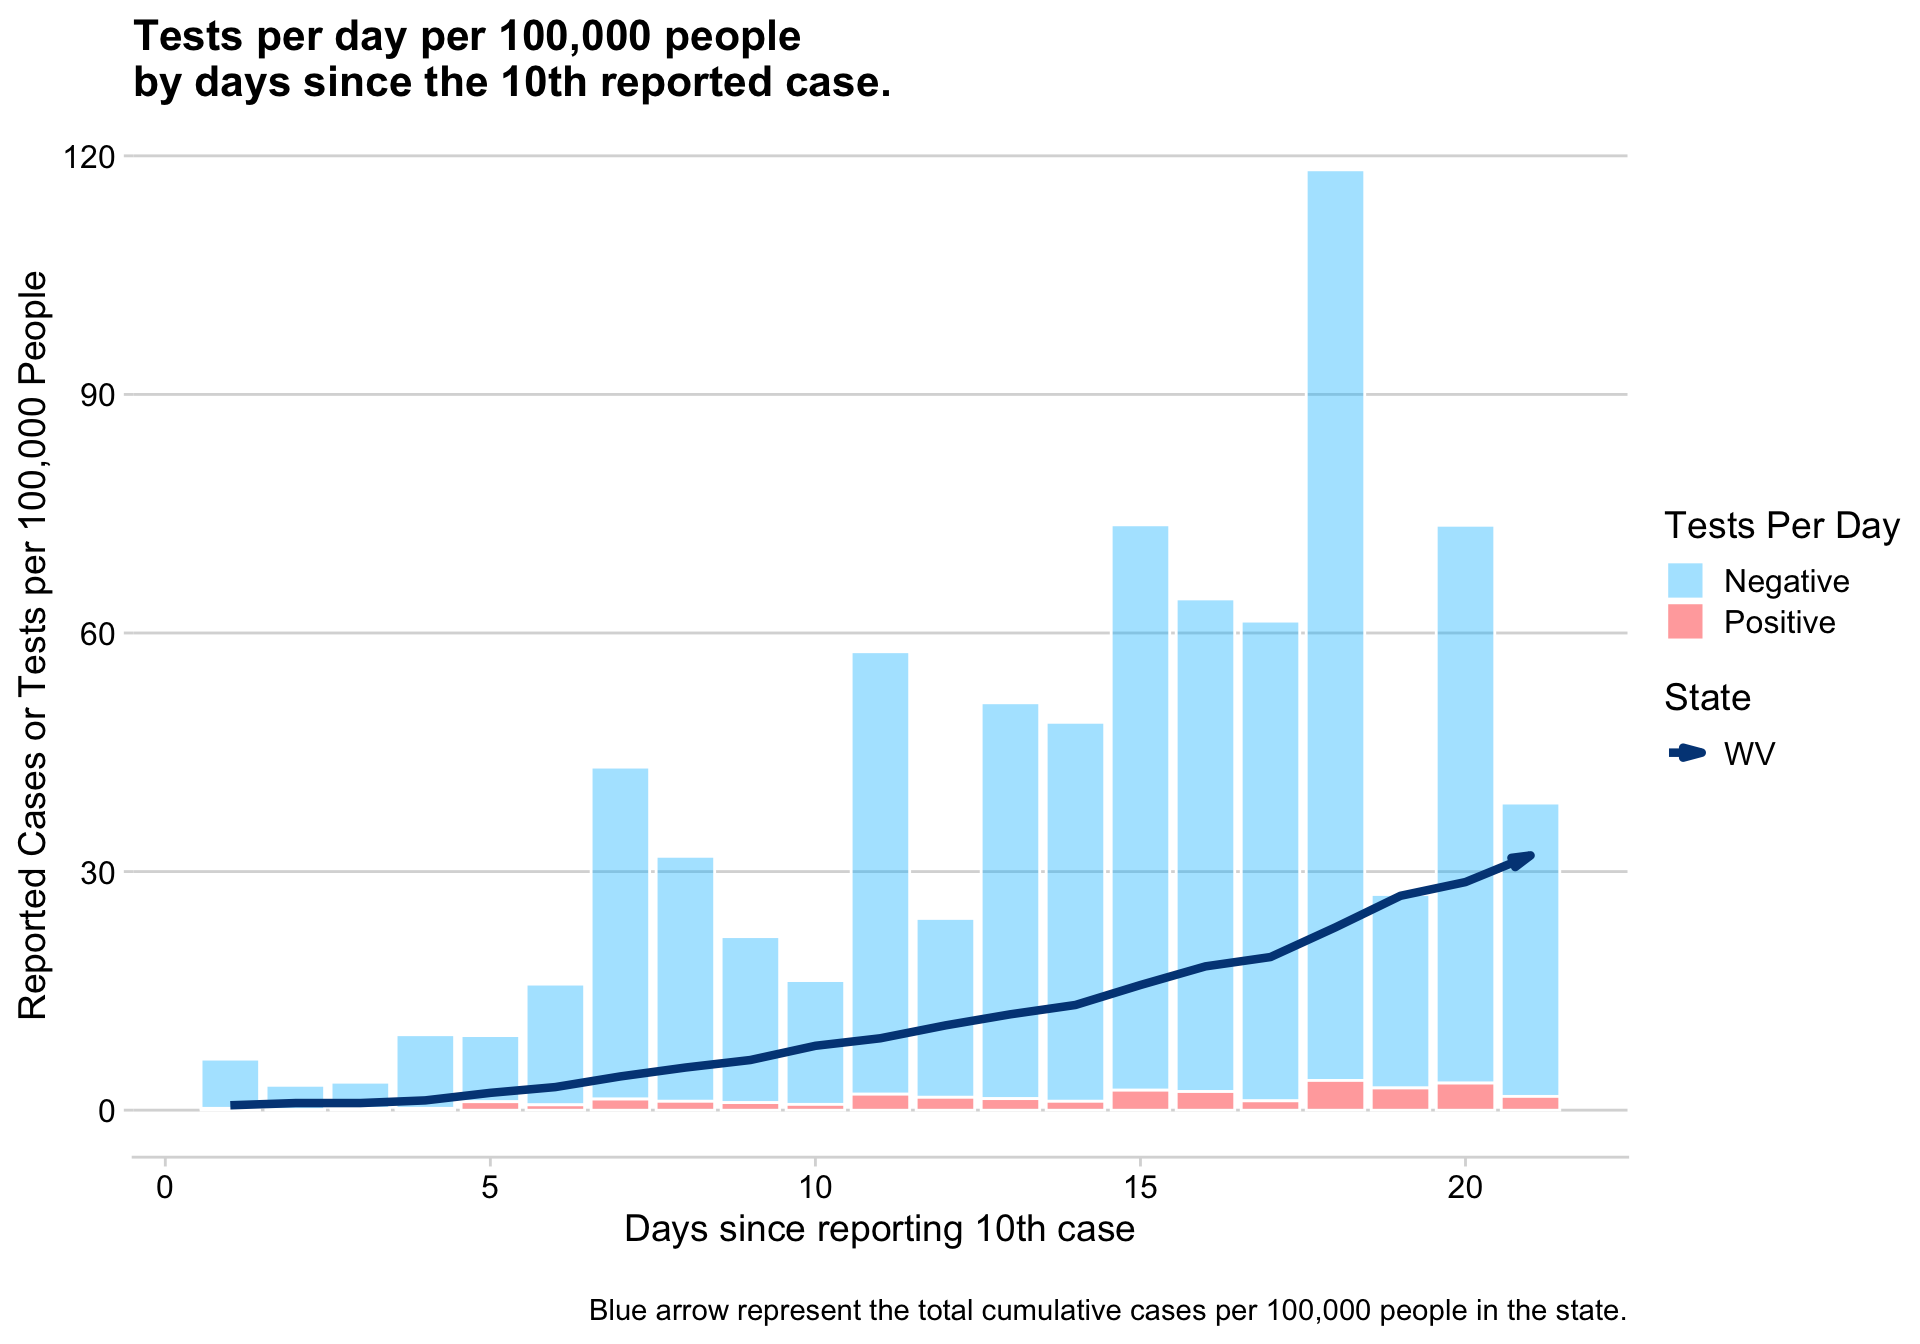 Tests per day per 100,000 people
by days since the 10th reported case.
Reported Cases or Tests per 100,000 People
120
90
60
30
0
0 5 10 15 20
Days since reporting 10th case
Tests Per Day
Negative
Positive
State
WV
Blue arrow represent the total cumulative cases per 100,000 people in the state.